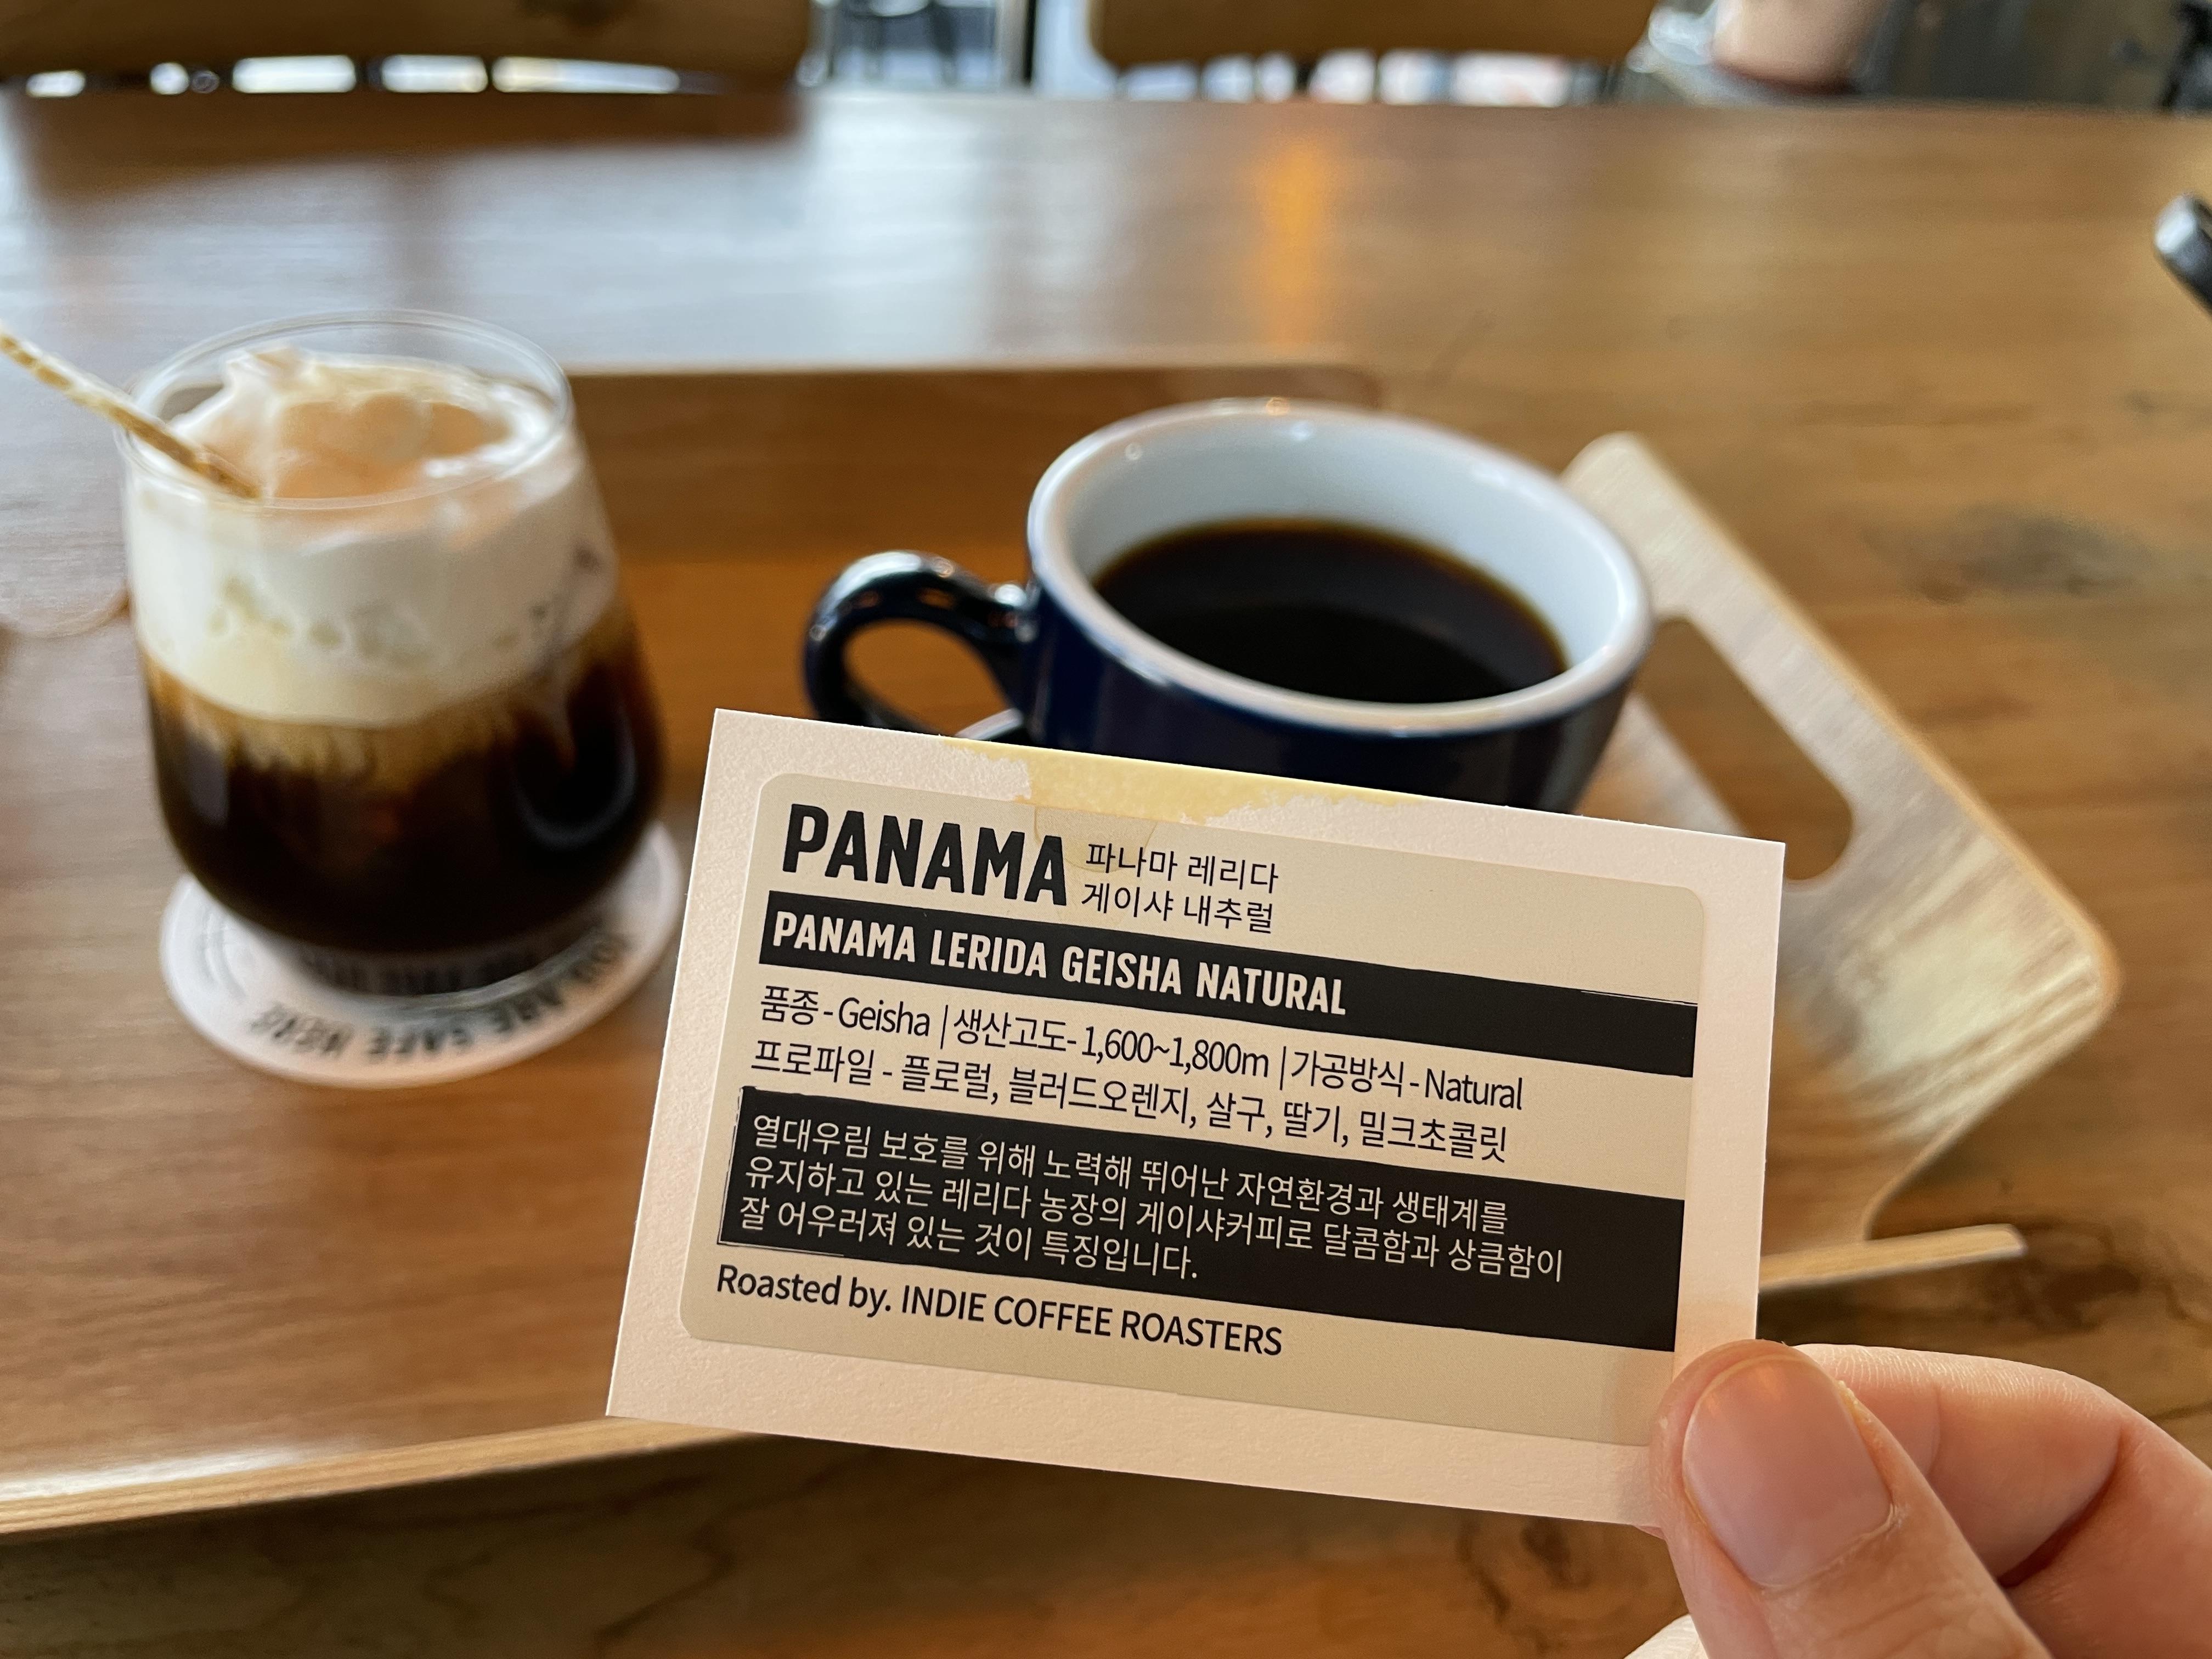 PANAMA 파나마 레리다
게이샤 내추럴
PANAMA LERIDA GEISHA NATURAL
품종 - Geisha | 생산고도 - 1,600~1,800m | 가공방식 - Natural
프로파일 - 플로럴, 블러드오렌지, 살구, 딸기, 밀크초콜릿
열대우림 보호를 위해 노력해 뛰어난 자연환경과 생태계를
유지하고 있는 레리다 농장의 게이샤커피로 달콤함과 상큼함이
잘 어우러져 있는 것이 특징입니다.
Roasted by. INDIE COFFEE ROASTERS